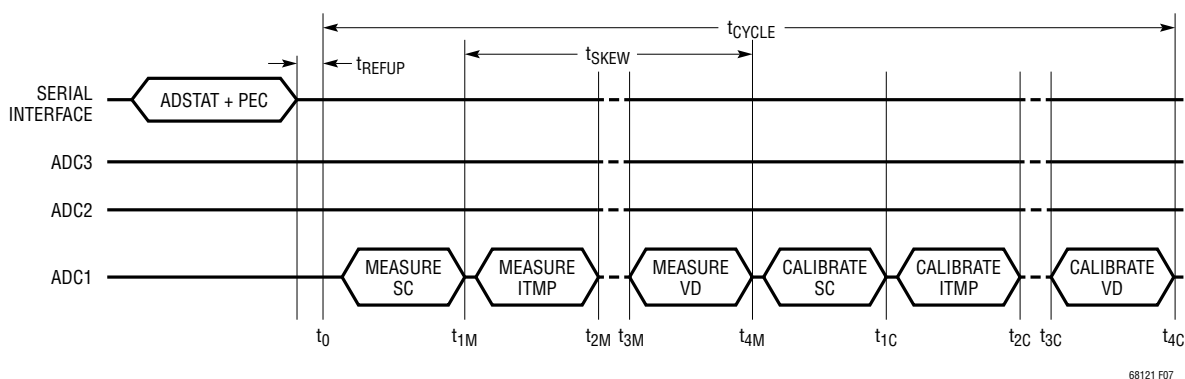 tCYCLE
tSKEW
tREFUP
SERIAL
INTERFACE
ADSTAT + PEC
ADC3
ADC2
ADC1
MEASURE
SC
MEASURE
ITMP
MEASURE
VD
CALIBRATE
SC
CALIBRATE
ITMP
CALIBRATE
VD
t0 t1M t2M t3M t4M t1C t2C t3C t4C
68121 F07